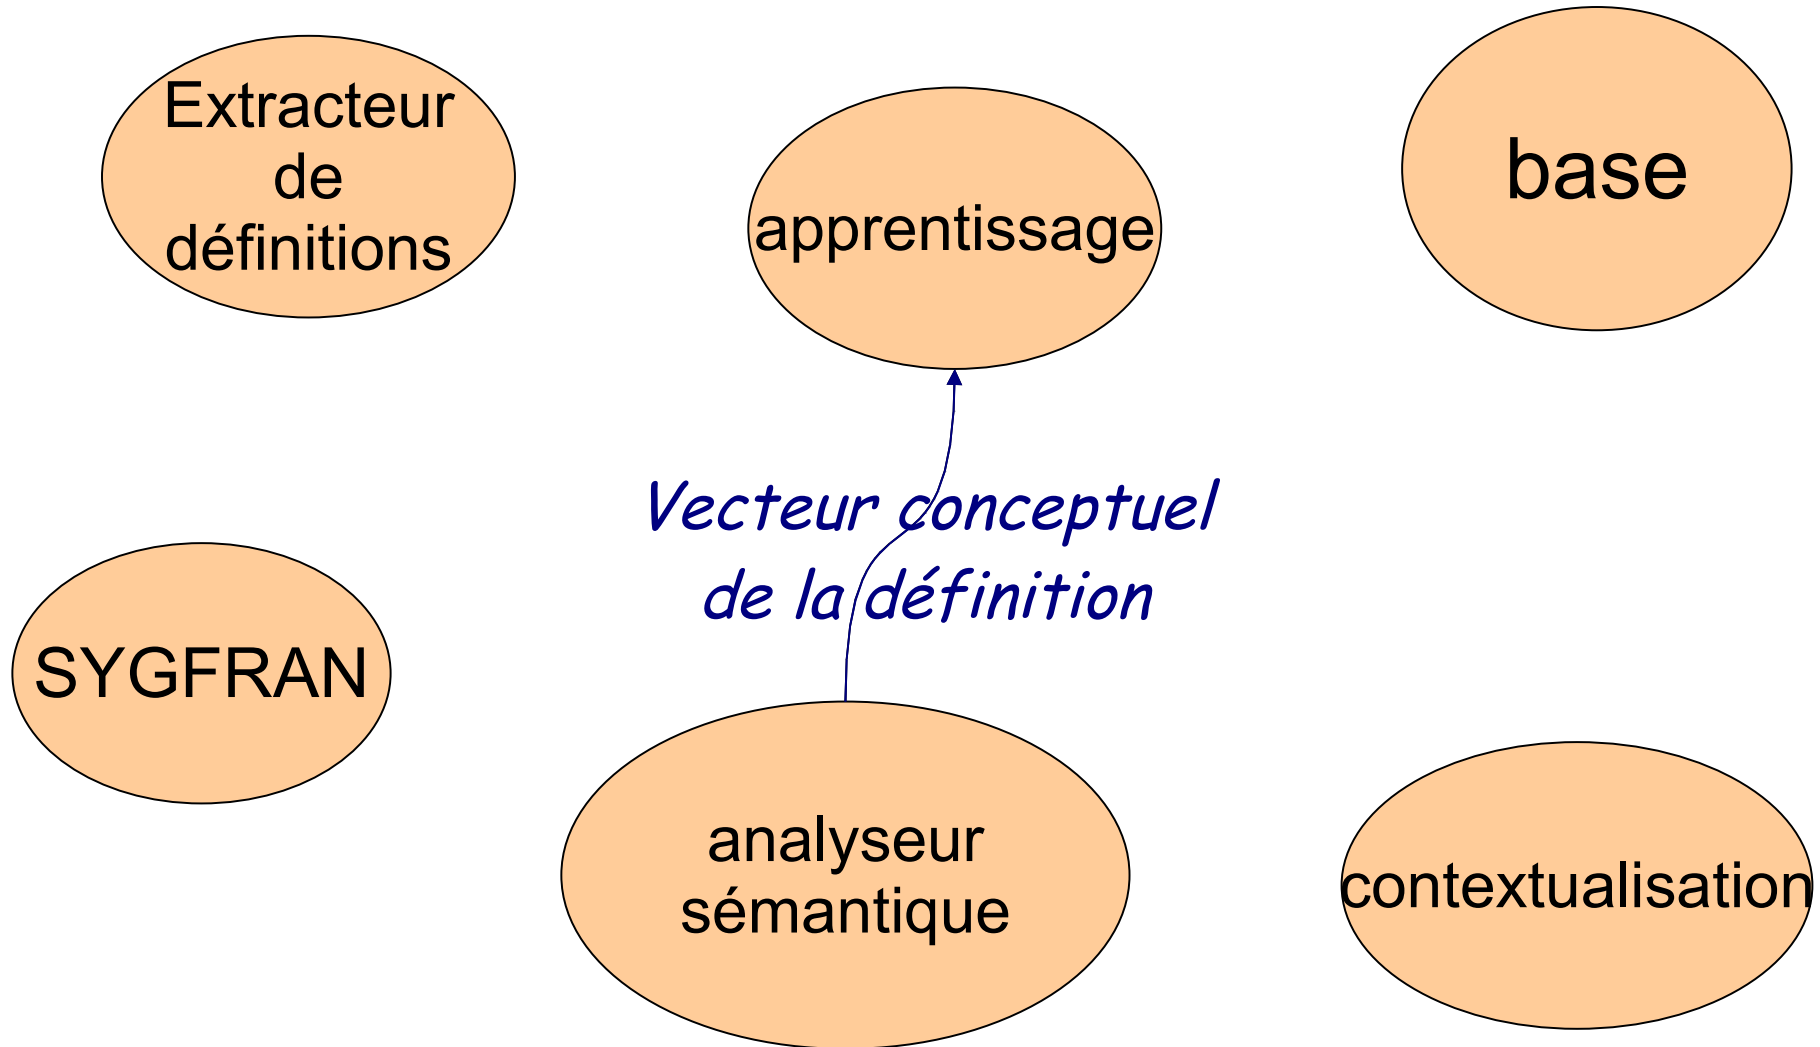 Extracteur
de
définitions
apprentissage
base
Vecteur conceptuel
de la définition
SYGFRAN
analyseur
sémantique
contextualisation